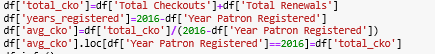 df['total_cko']=df['Total Checkouts']+df['Total Renewals']
df['years_registered']=2016-df['Year Patron Registered']
df['avg_cko']=df['total_cko']/(2016-df['Year Patron Registered'])
df['avg_cko'].loc[df['Year Patron Registered']==2016]=df['total_cko']